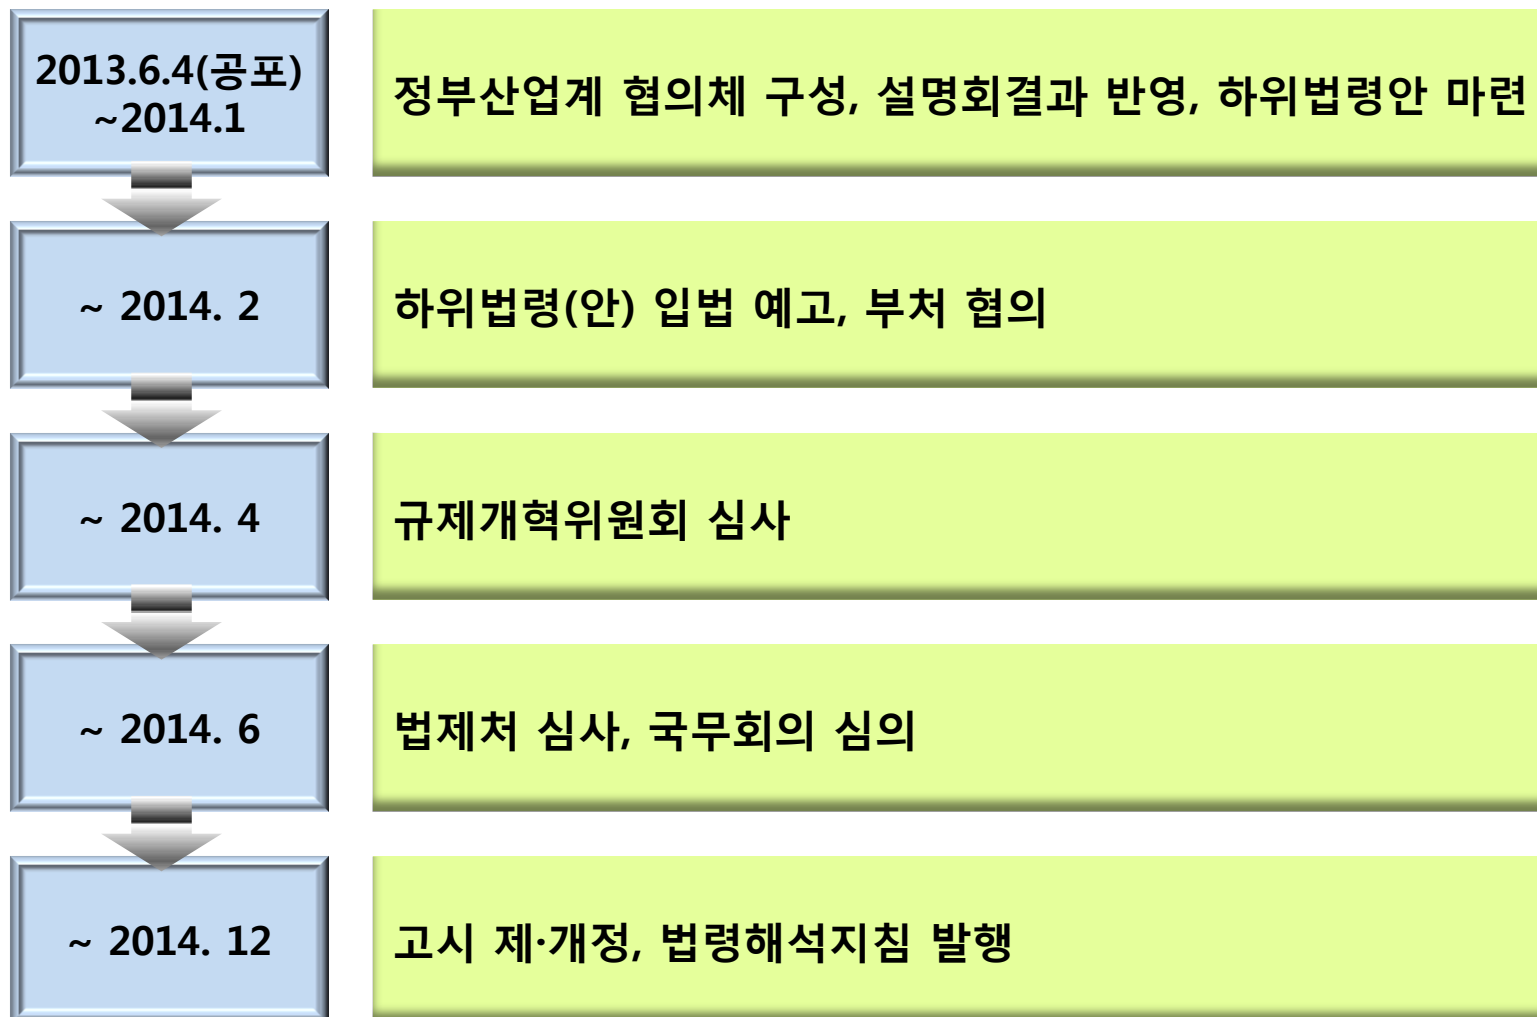 2013.6.4(공포)
~2014.1
정부산업계 협의체 구성, 설명회결과 반영, 하위법령안 마련
~ 2014. 2
하위법령(안) 입법 예고, 부처 협의
~ 2014. 4
규제개혁위원회 심사
~ 2014. 6
법제처 심사, 국무회의 심의
~ 2014. 12
고시 제·개정, 법령해석지침 발행